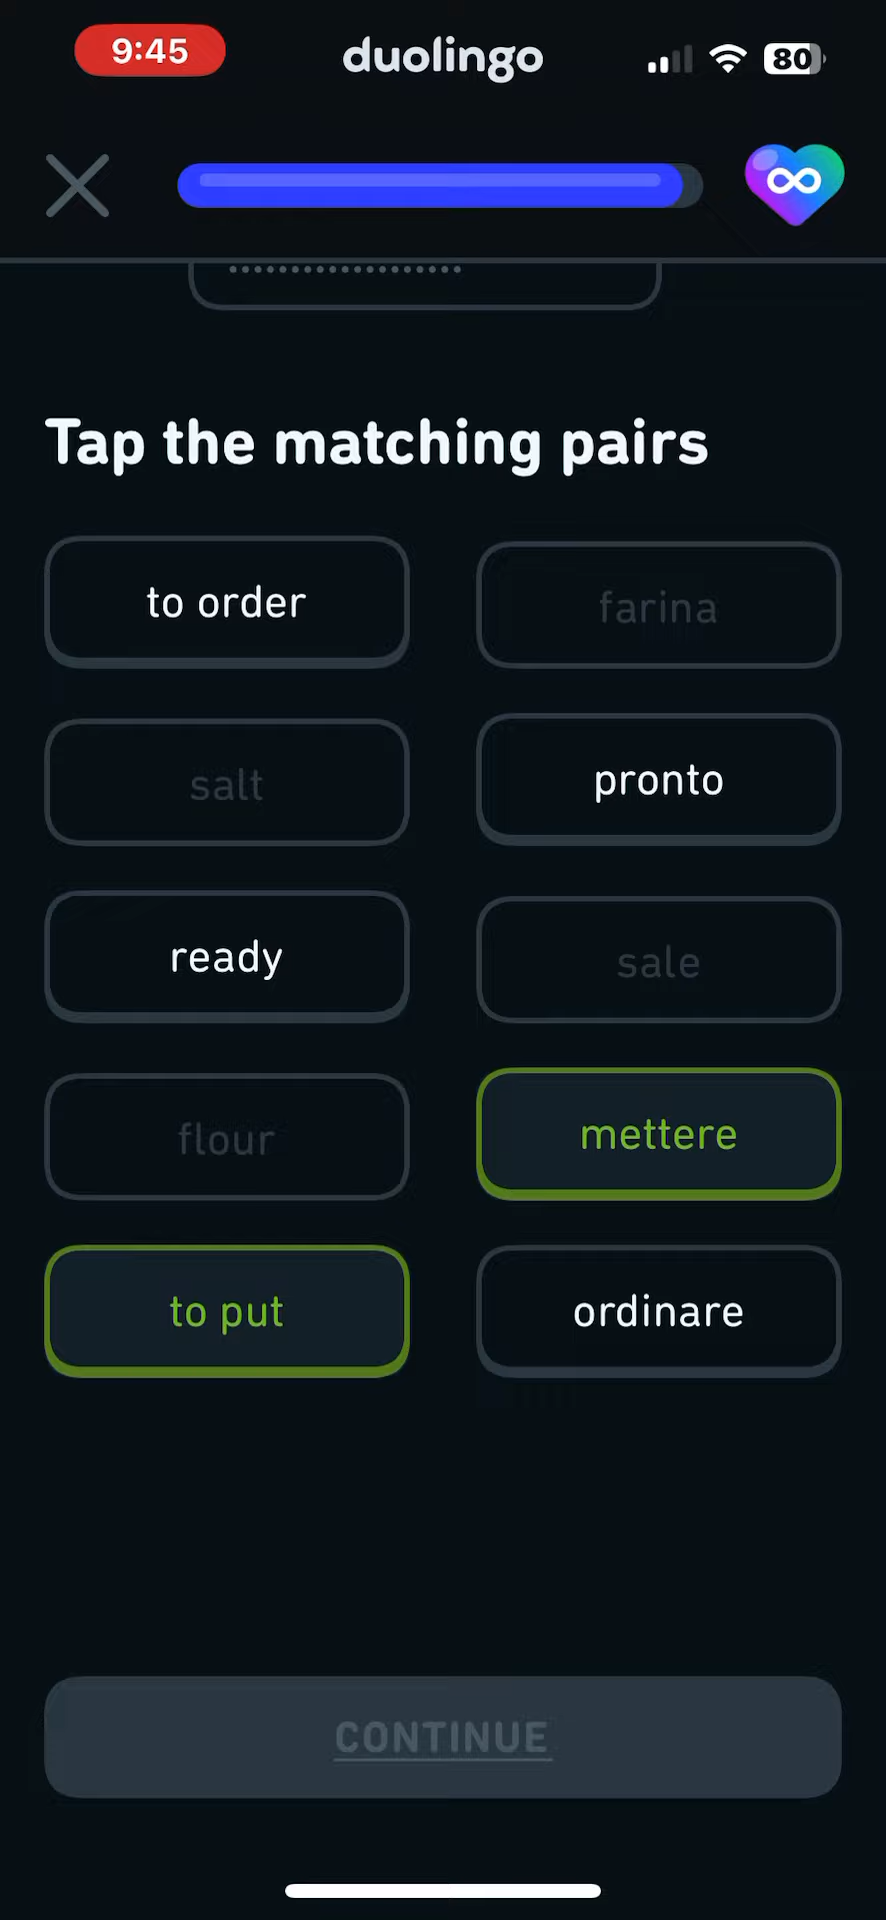 9:45
duolingo
80
Tap the matching pairs
to order
farina
salt
pronto
ready
sale
flour
mettere
to put
ordinare
CONTINUE